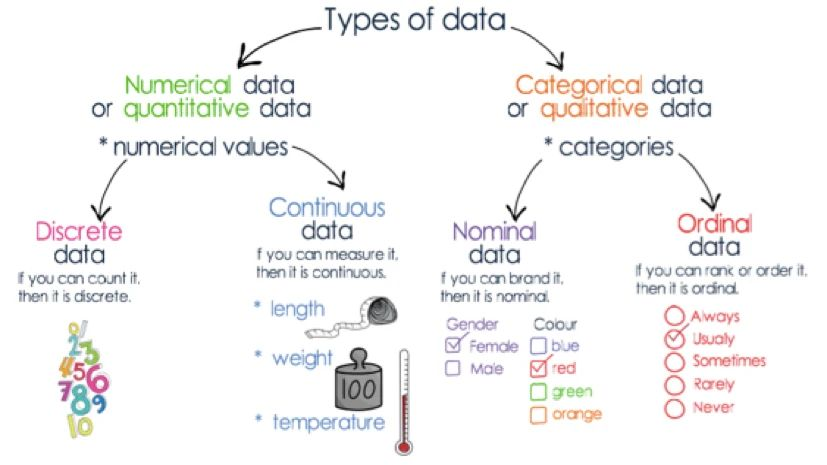 Types of data
Numerical data
or quantitative data
* numerical values
Categorical data
or qualitative data
* categories
Discrete
data
If you can count it,
then it is discrete.
0 1
2 3
4 5 6
7 8 9
10
Continuous
data
f you can measure it,
then it is continuous.
* length
* weight
100
* temperature
Nominal
data
f you can brand it,
then it is nominal.
Gender
Female
Male
Colour
blue
red
green
orange
Ordinal
data
If you can rank or order it,
then it is ordinal.
Always
Usually
Sometimes
Rarely
Never